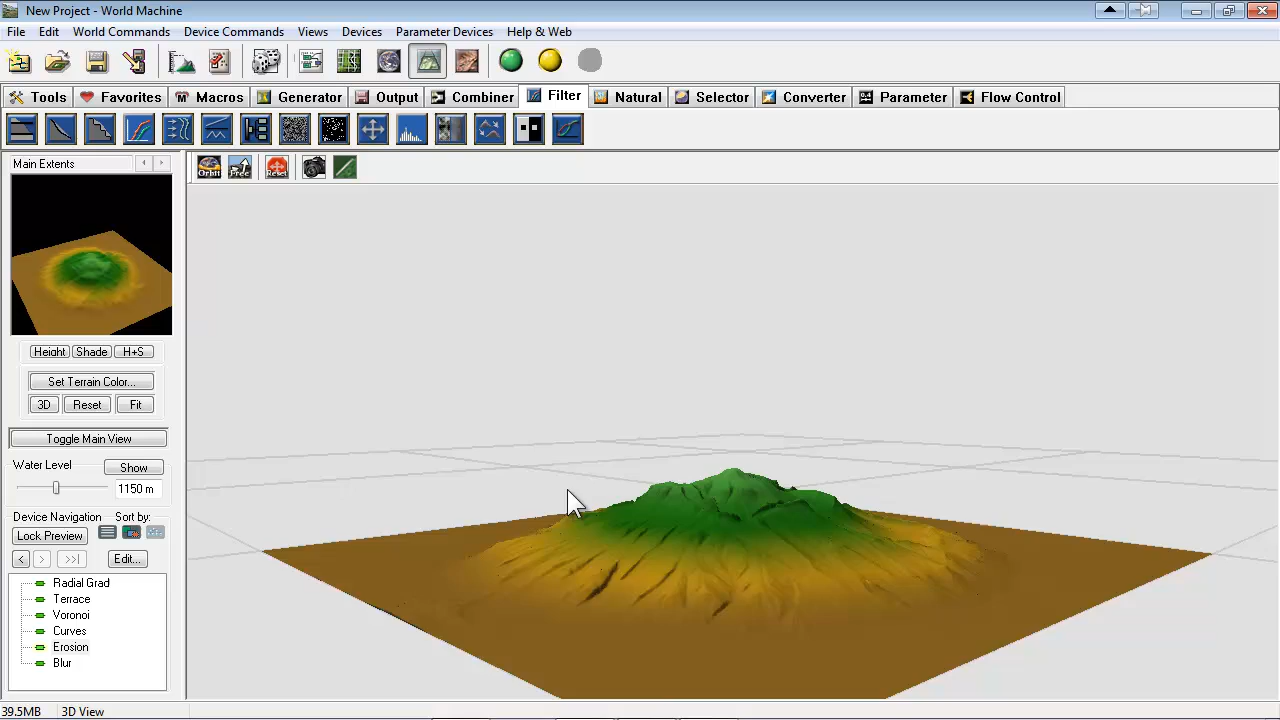 New Project - World Machine
File Edit World Commands Device Commands Views Devices Parameter Devices Help & Web
Tools Favorites Macros Generator Output Combiner Filter Natural Selector Converter Parameter Flow Control
Main Extents
Orbit Free Reset
Height Shade H+S
Set Terrain Color...
3D Reset Fit
Toggle Main View
Water Level Show
1150 m
Device Navigation Sort by:
Lock Preview
< > >>| Edit...
Radial Grad
Terrace
Voronoi
Curves
Erosion
Blur
39.5MB 3D View